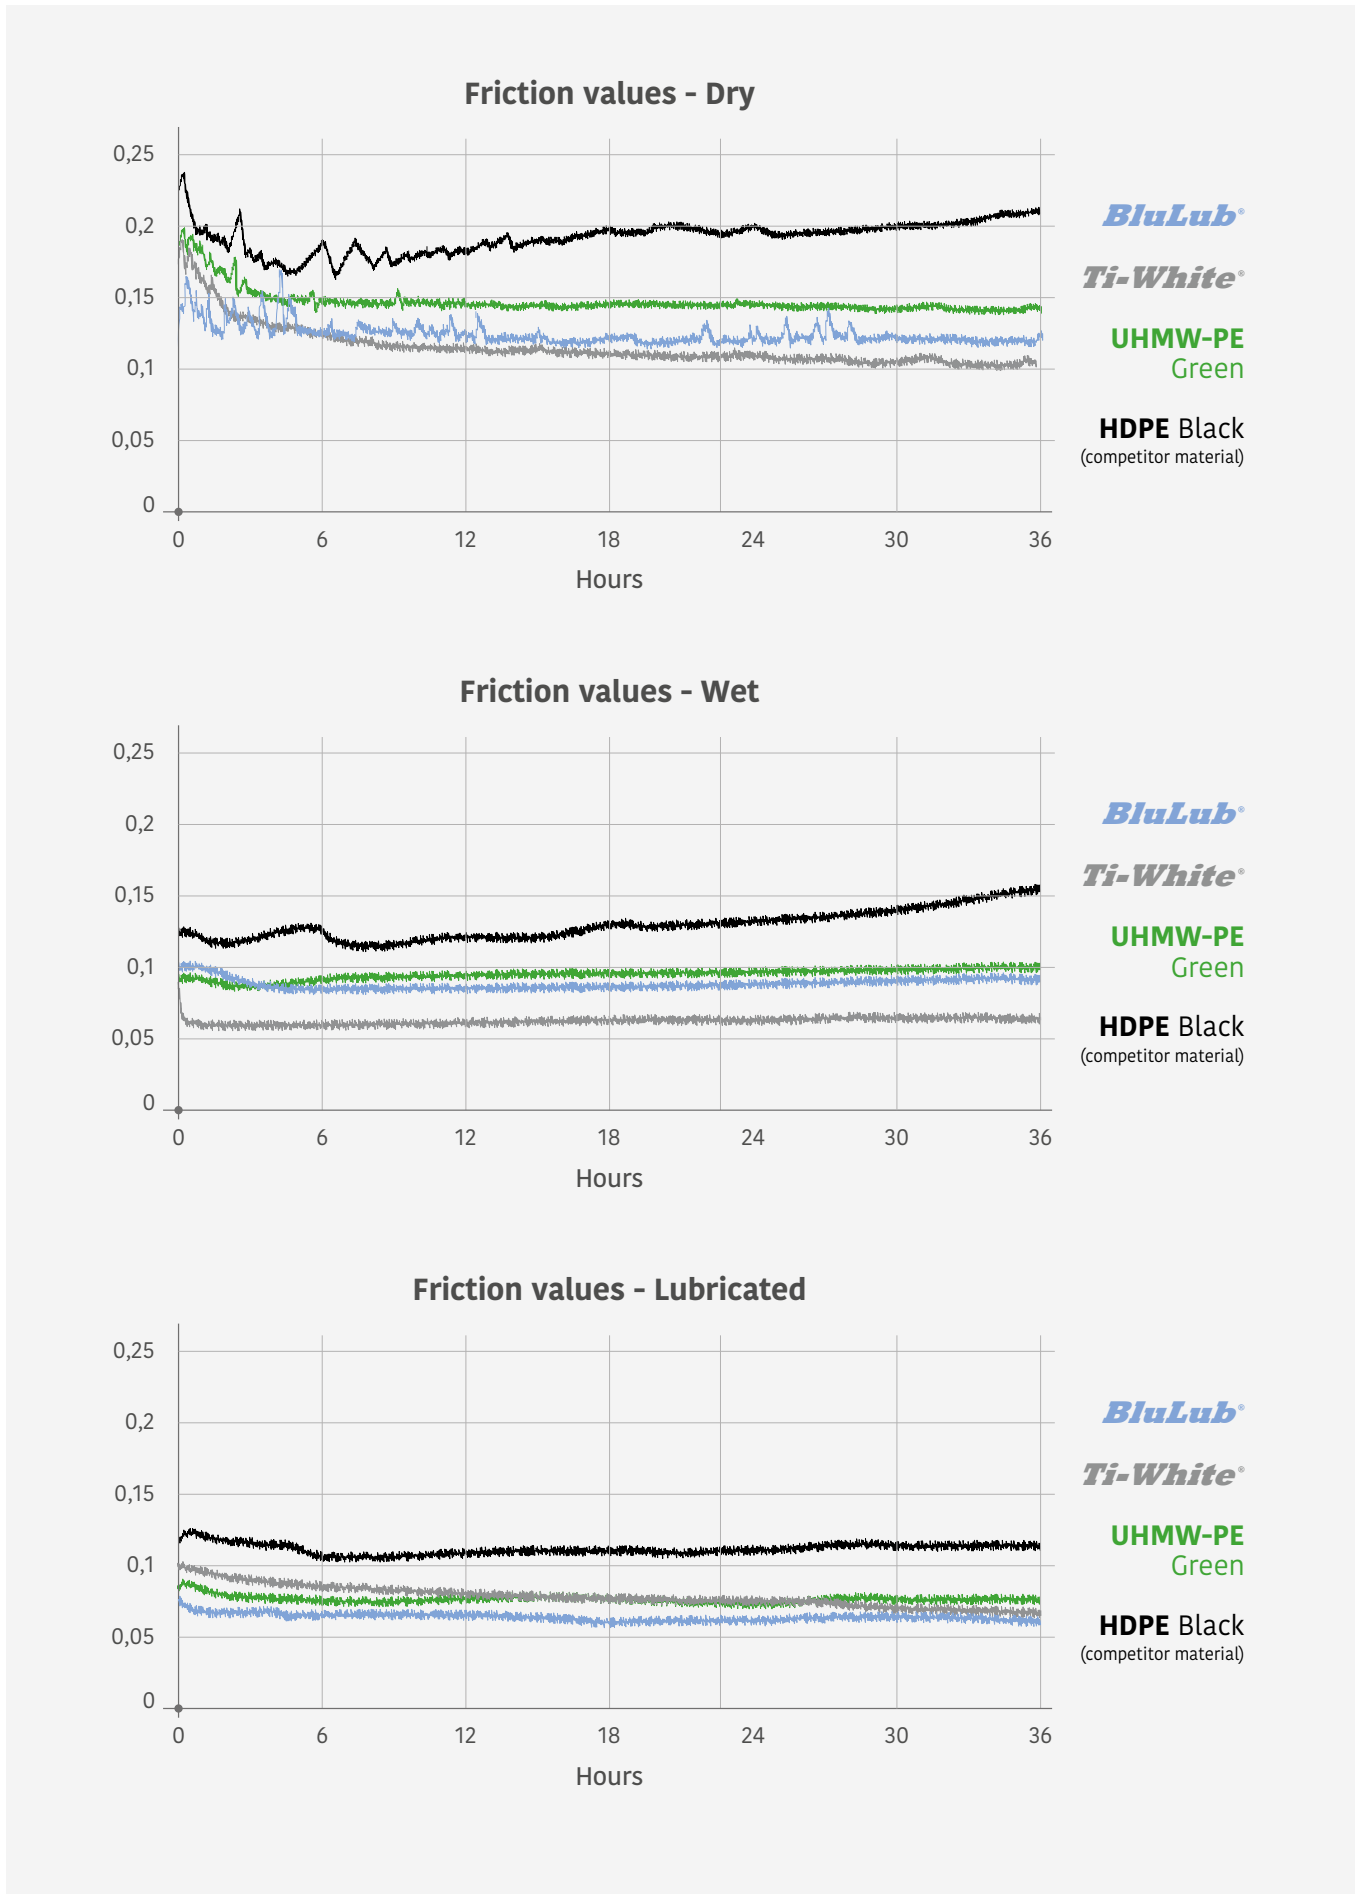 Friction values - Dry
0,25
0,2
0,15
0,1
0,05
0
0 6 12 18 24 30 36
Hours
BluLub®
Ti-White®
UHMW-PE
Green
HDPE Black
(competitor material)
Friction values - Wet
0,25
0,2
0,15
0,1
0,05
0
0 6 12 18 24 30 36
Hours
BluLub®
Ti-White®
UHMW-PE
Green
HDPE Black
(competitor material)
Friction values - Lubricated
0,25
0,2
0,15
0,1
0,05
0
0 6 12 18 24 30 36
Hours
BluLub®
Ti-White®
UHMW-PE
Green
HDPE Black
(competitor material)